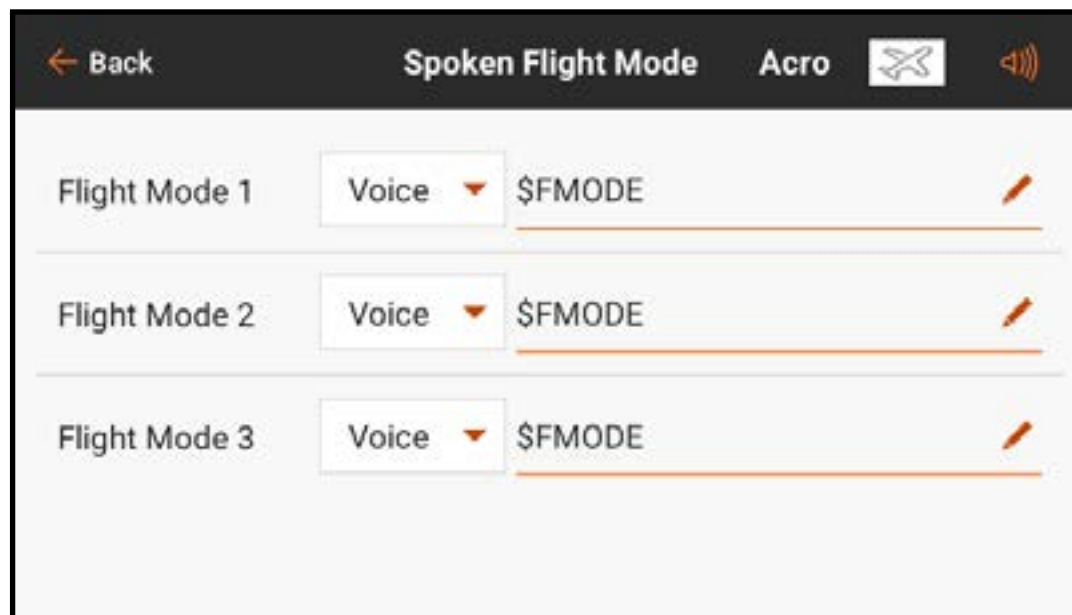 Back Spoken Flight Mode Acro
Flight Mode 1 Voice $FMODE
Flight Mode 2 Voice $FMODE
Flight Mode 3 Voice $FMODE